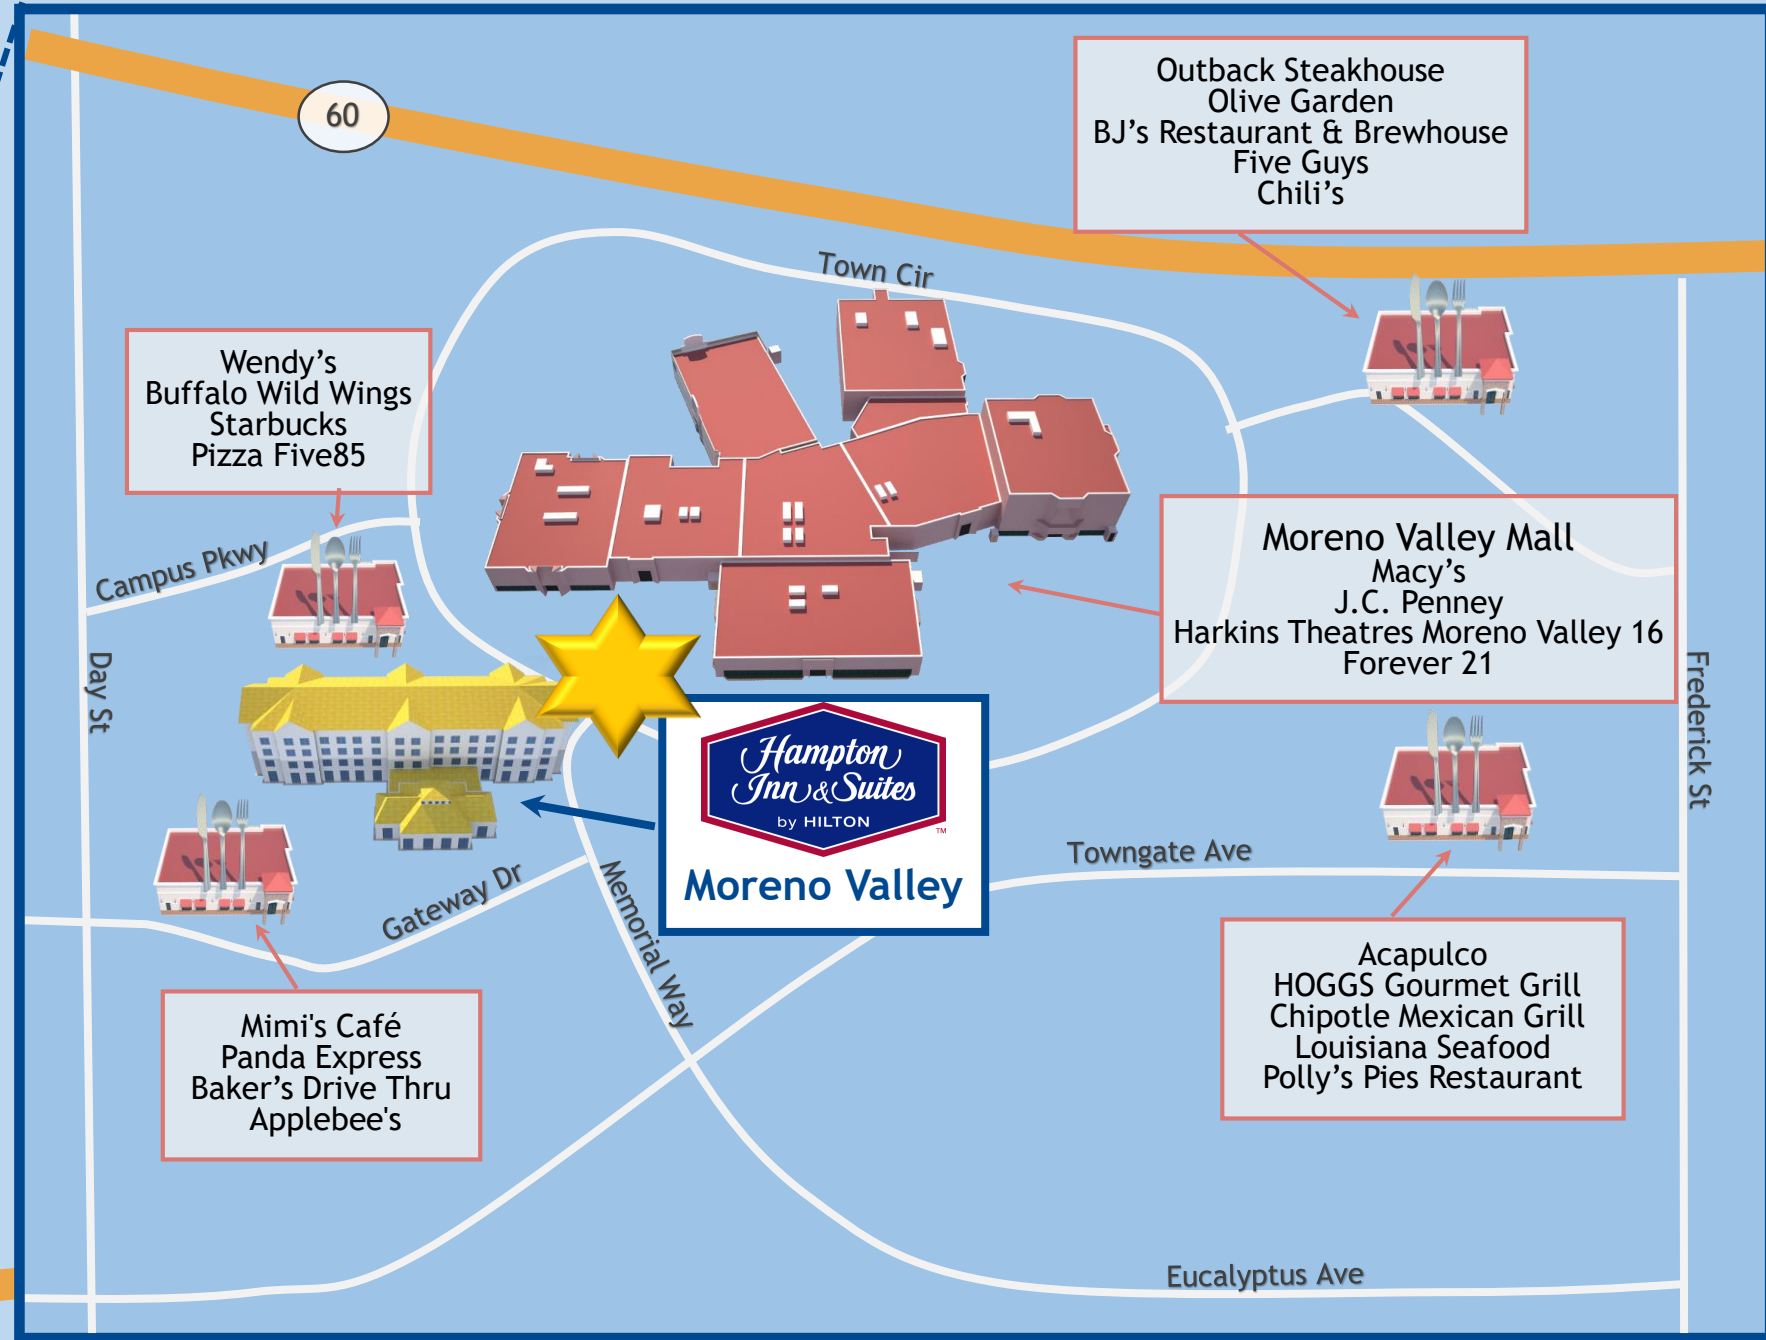 60
Outback Steakhouse
Olive Garden
BJ’s Restaurant & Brewhouse
Five Guys
Chili’s
Town Cir
Wendy’s
Buffalo Wild Wings
Starbucks
Pizza Five85
Campus Pkwy
Moreno Valley Mall
Macy’s
J.C. Penney
Harkins Theatres Moreno Valley 16
Forever 21
Day St
Frederick St
Hampton
Inn & Suites
by HILTON
™
Moreno Valley
Towngate Ave
Gateway Dr
Memorial Way
Acapulco
HOGGS Gourmet Grill
Chipotle Mexican Grill
Louisiana Seafood
Polly’s Pies Restaurant
Mimi's Café
Panda Express
Baker’s Drive Thru
Applebee's
Eucalyptus Ave